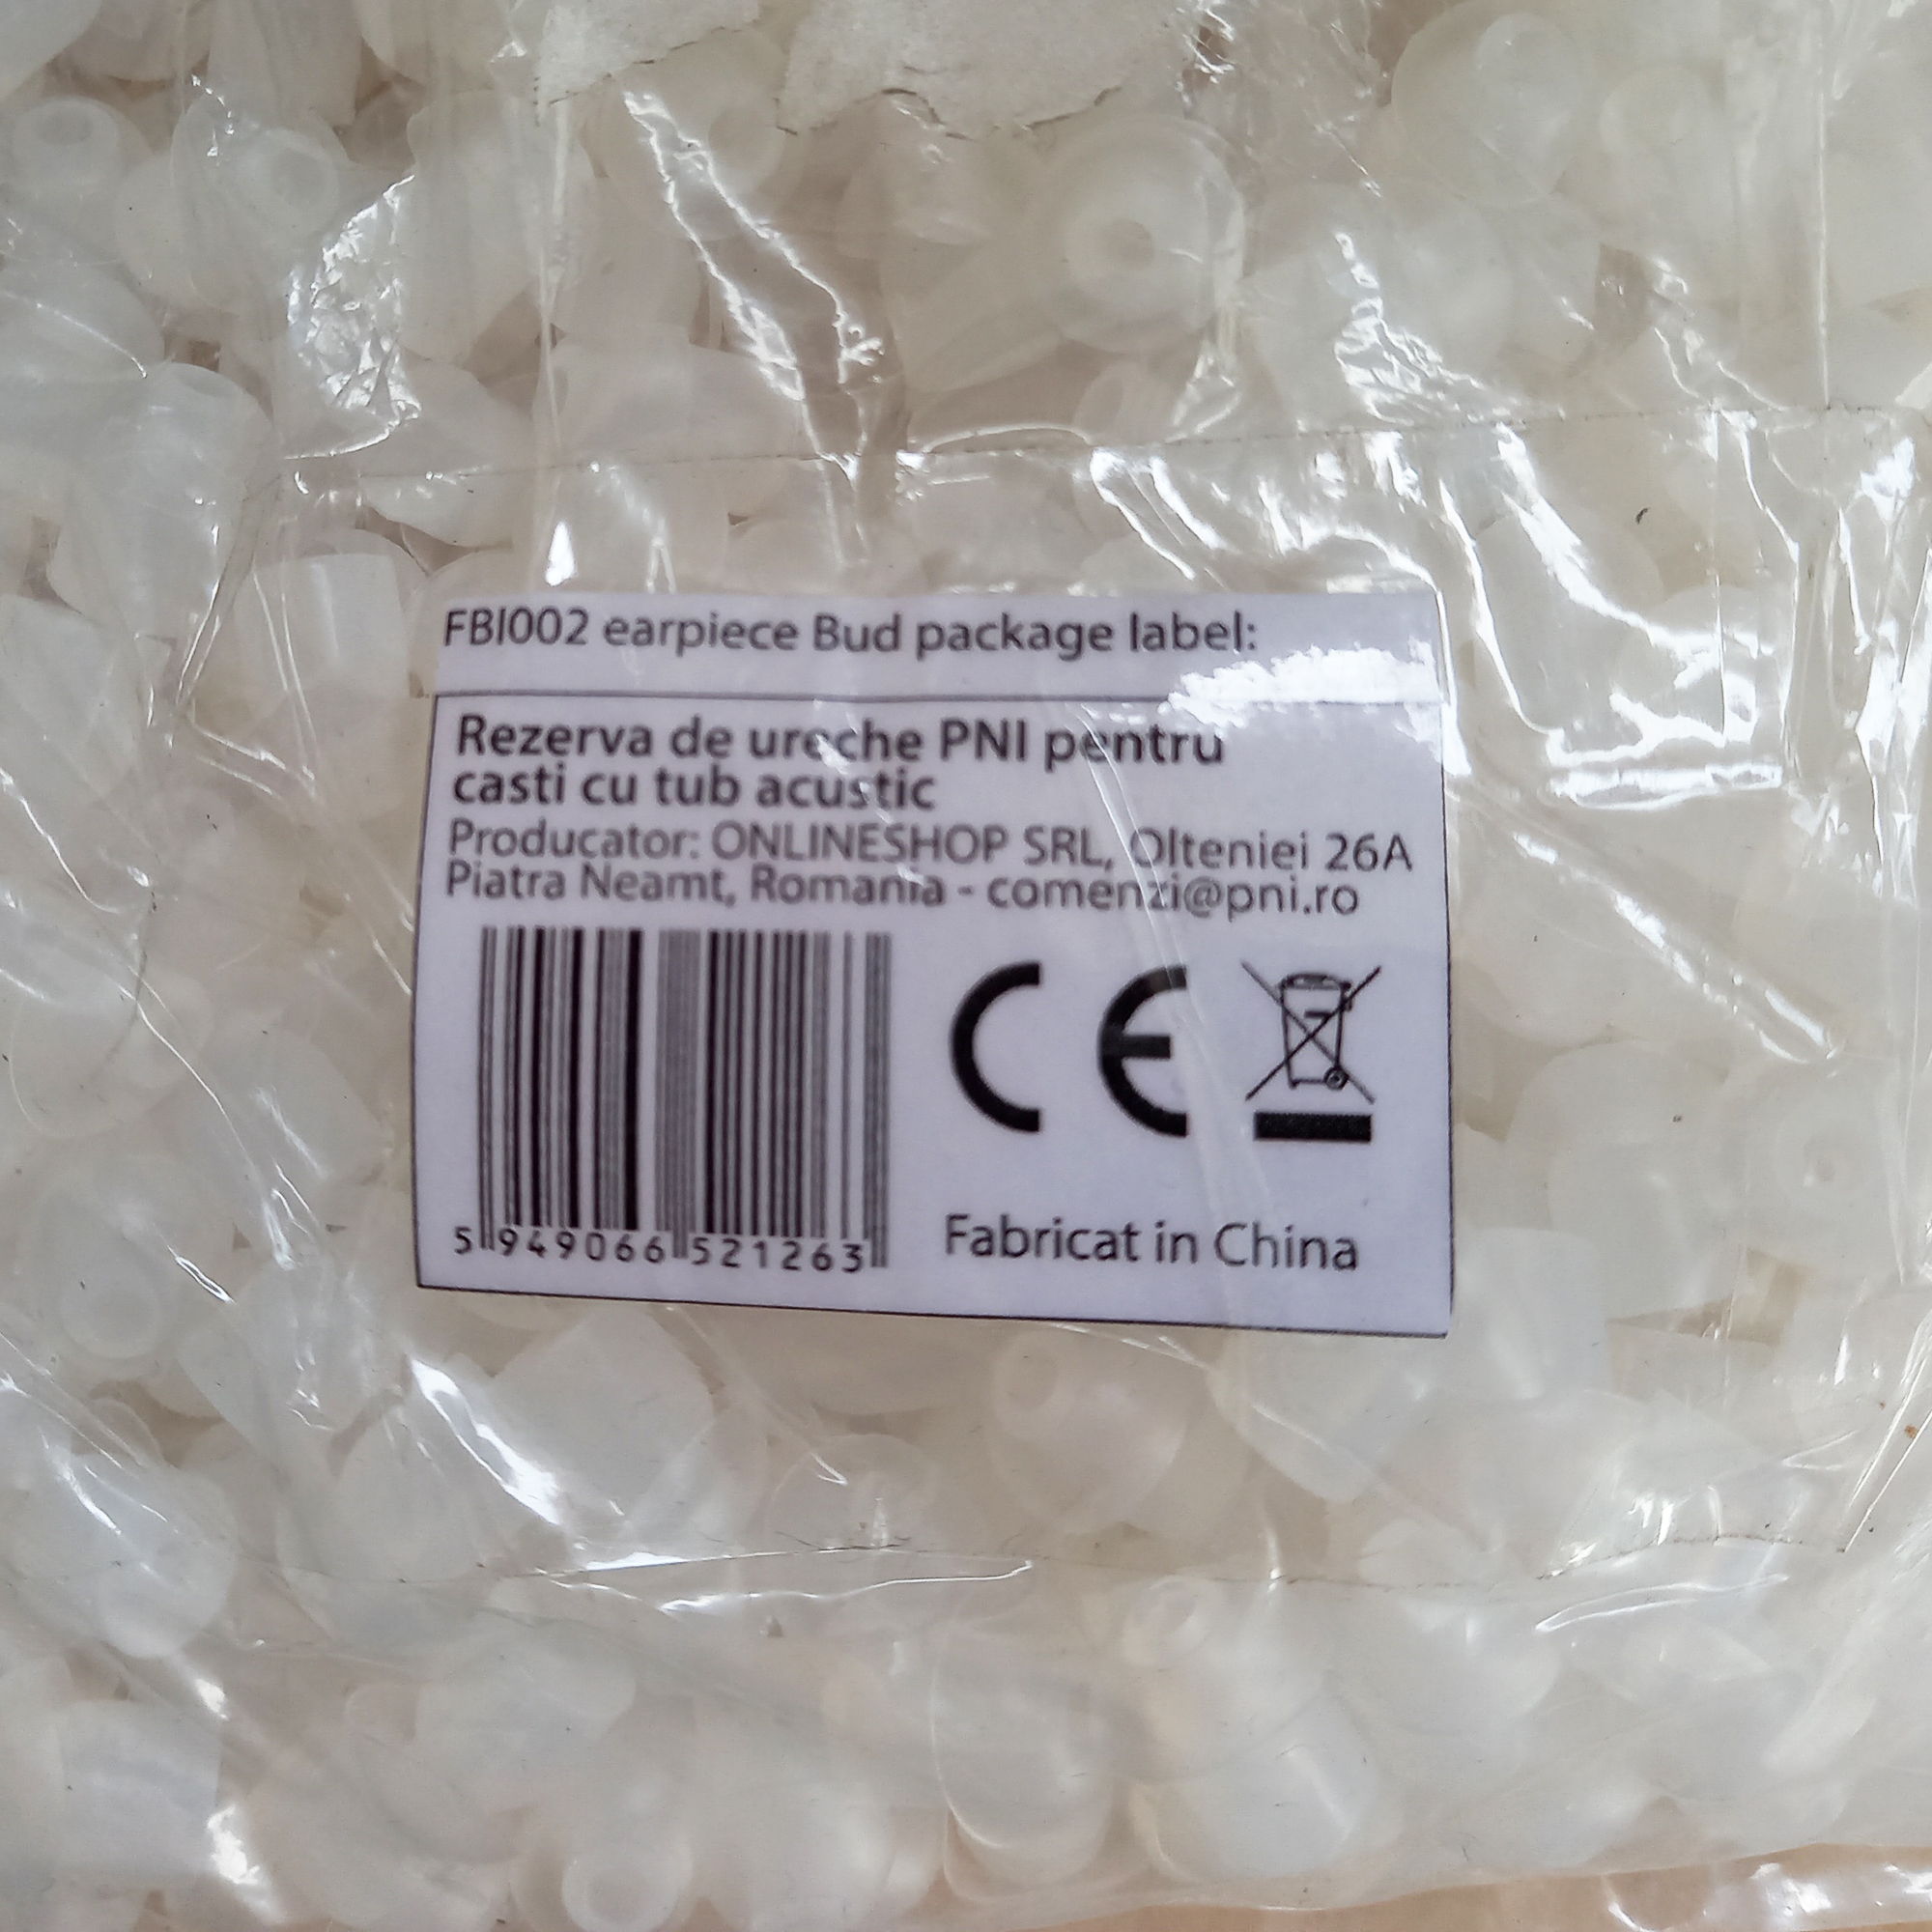 FBI002 earpiece Bud package label:
Rezerva de ureche PNI pentru
casti cu tub acustic
Producator: ONLINESHOP SRL, Olteniei 26A
Piatra Neamt, Romania - comenzi@pni.ro
CE
5 949066 521263
Fabricat in China